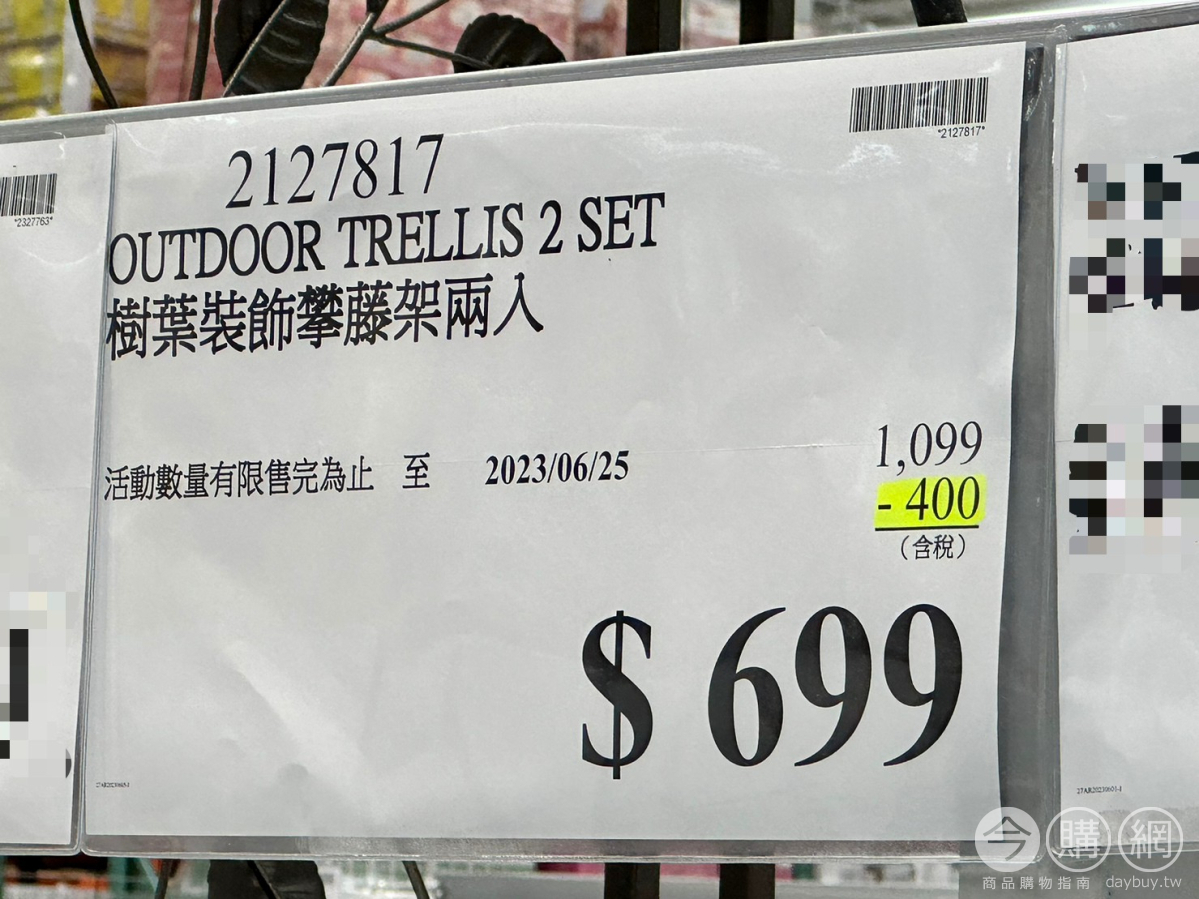 *2127817*
*2327763*
2127817
OUTDOOR TRELLIS 2 SET
樹葉裝飾攀藤架兩入
活動數量有限售完為止 至 2023/06/25
1,099
- 400
(含稅)
$ 699
今購網
商品購物指南 daybuy.tw